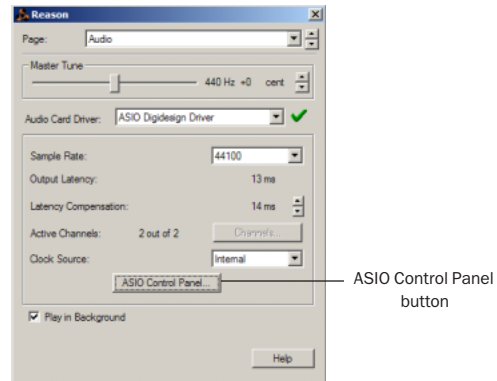 Reason
Page: Audio
Master Tune
440 Hz +0 cent
Audio Card Driver: ASIO Digidesign Driver
Sample Rate: 44100
Output Latency: 13 ms
Latency Compensation: 14 ms
Active Channels: 2 out of 2 Channels...
Clock Source: Internal
ASIO Control Panel...
ASIO Control Panel
button
Play in Background
Help